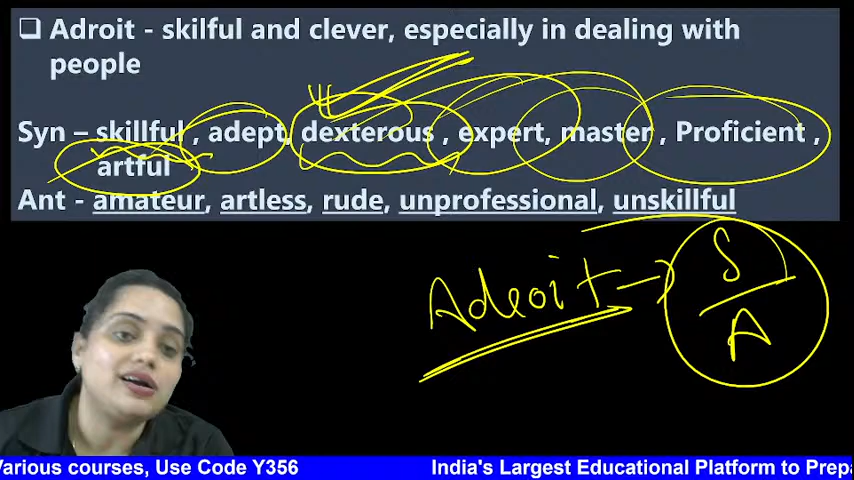 ❑ Adroit - skilful and clever, especially in dealing with
people
Syn – skillful , adept, dexterous , expert, master , Proficient ,
artful
Ant - amateur, artless, rude, unprofessional, unskillful
Adroit → S
A
Various courses, Use Code Y356 India's Largest Educational Platform to Prepa